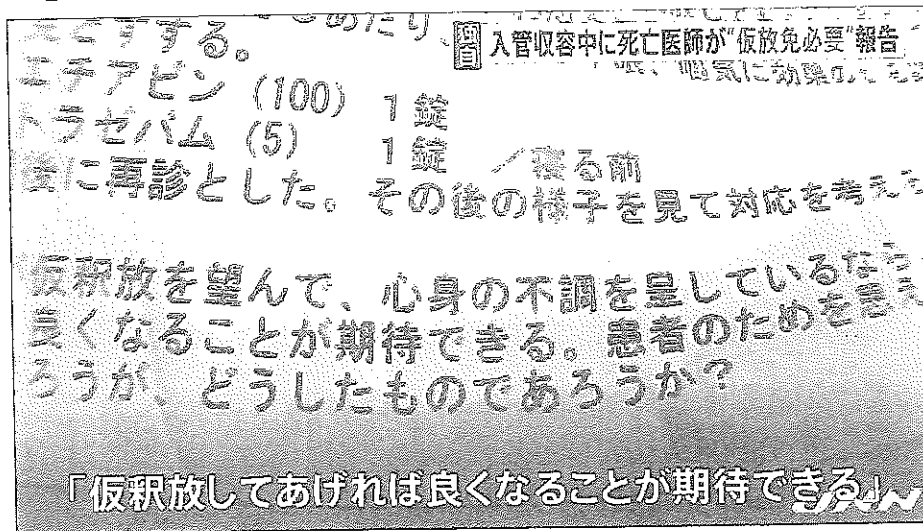 独自 入管収容中に死亡医師が“仮放免必要”報告
とする。
エチアピン (100) 1錠
トラゼパム (5) 1錠 /寝る前
後に再診とした。その後の様子を見て対応を考える
仮釈放を望んで、心身の不調を呈しているなら
良くなることが期待できる。患者のためを思え
ろうが、どうしたものであろうか?
「仮釈放してあげれば良くなることが期待できる」
JNN